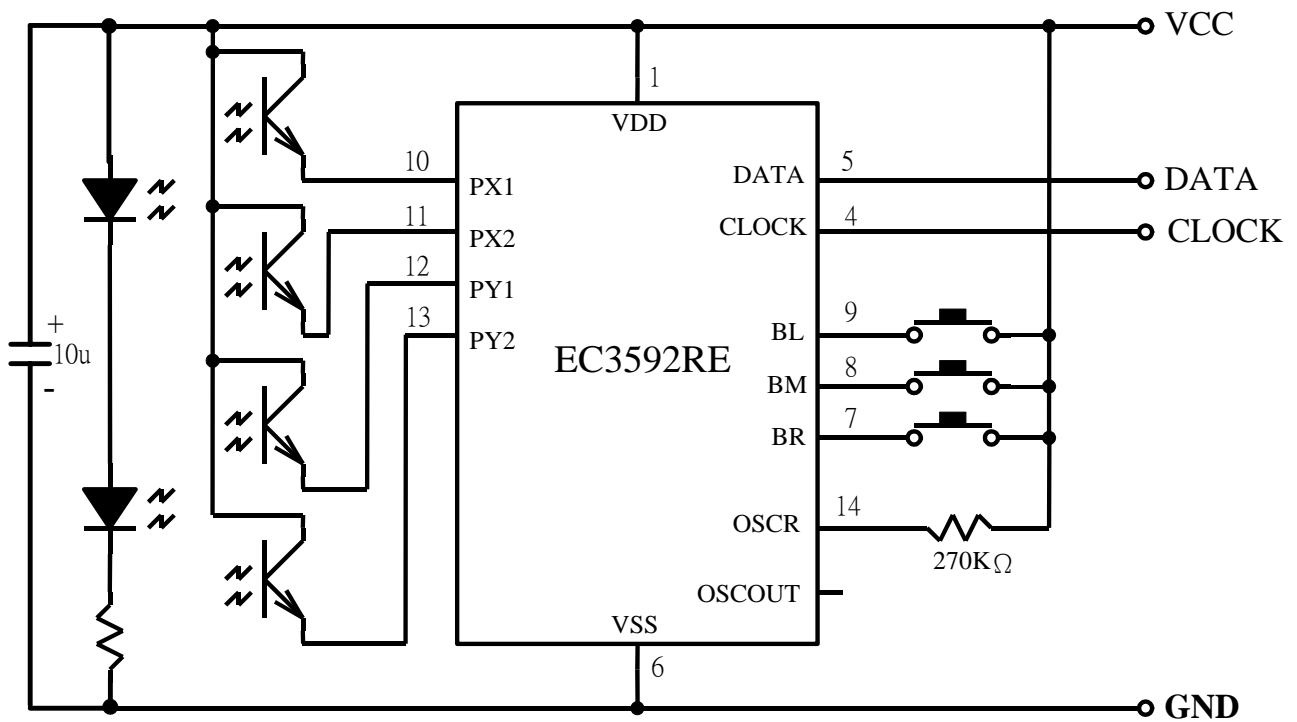 VCC
1
VDD
10
PX1
5
DATA
DATA
11
PX2
4
CLOCK
CLOCK
12
PY1
13
PY2
+
10u
-
EC3592RE
9
BL
8
BM
7
BR
14
OSCR
270KΩ
OSCOUT
VSS
6
GND